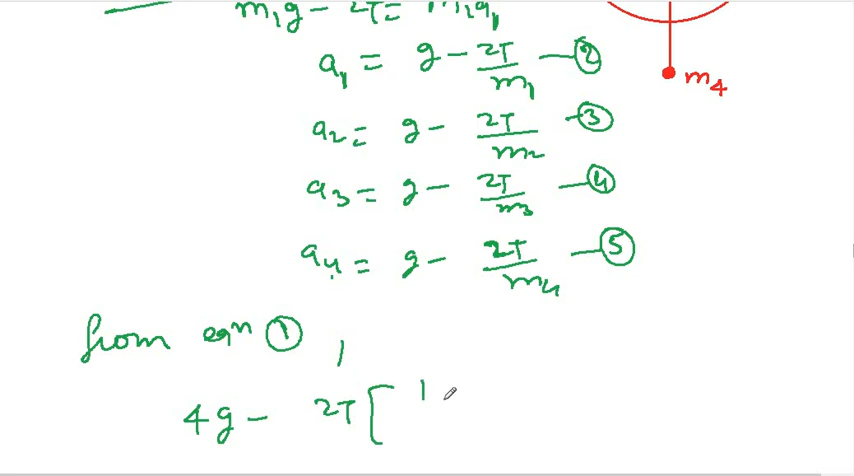 m₁g - 2T = m₁a₁
a₁ = g - 2T/m₁ — ②
m₄
a₂ = g - 2T/m₂ — ③
a₃ = g - 2T/m₃ — ④
a₄ = g - 2T/m₄ — ⑤
from eqⁿ ① ,
4g - 2T [ 1